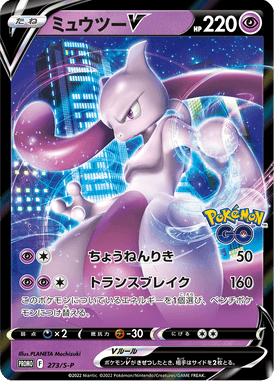 たね ミュウツーV HP 220
Pokémon GO
ちょうねんりき 50
トランスブレイク 160
このポケモンについているエネルギーを1個選び、ベンチポケモンにつけ替える。
Illus.PLANETA Mochizuki
弱点 ×2 抵抗力 -30 にげる
PROMO F 273/S-P
Vルール
ポケモンVがきぜつしたとき、相手はサイドを2枚とる。
©2022 Pokémon/Nintendo/Creatures/GAME FREAK.